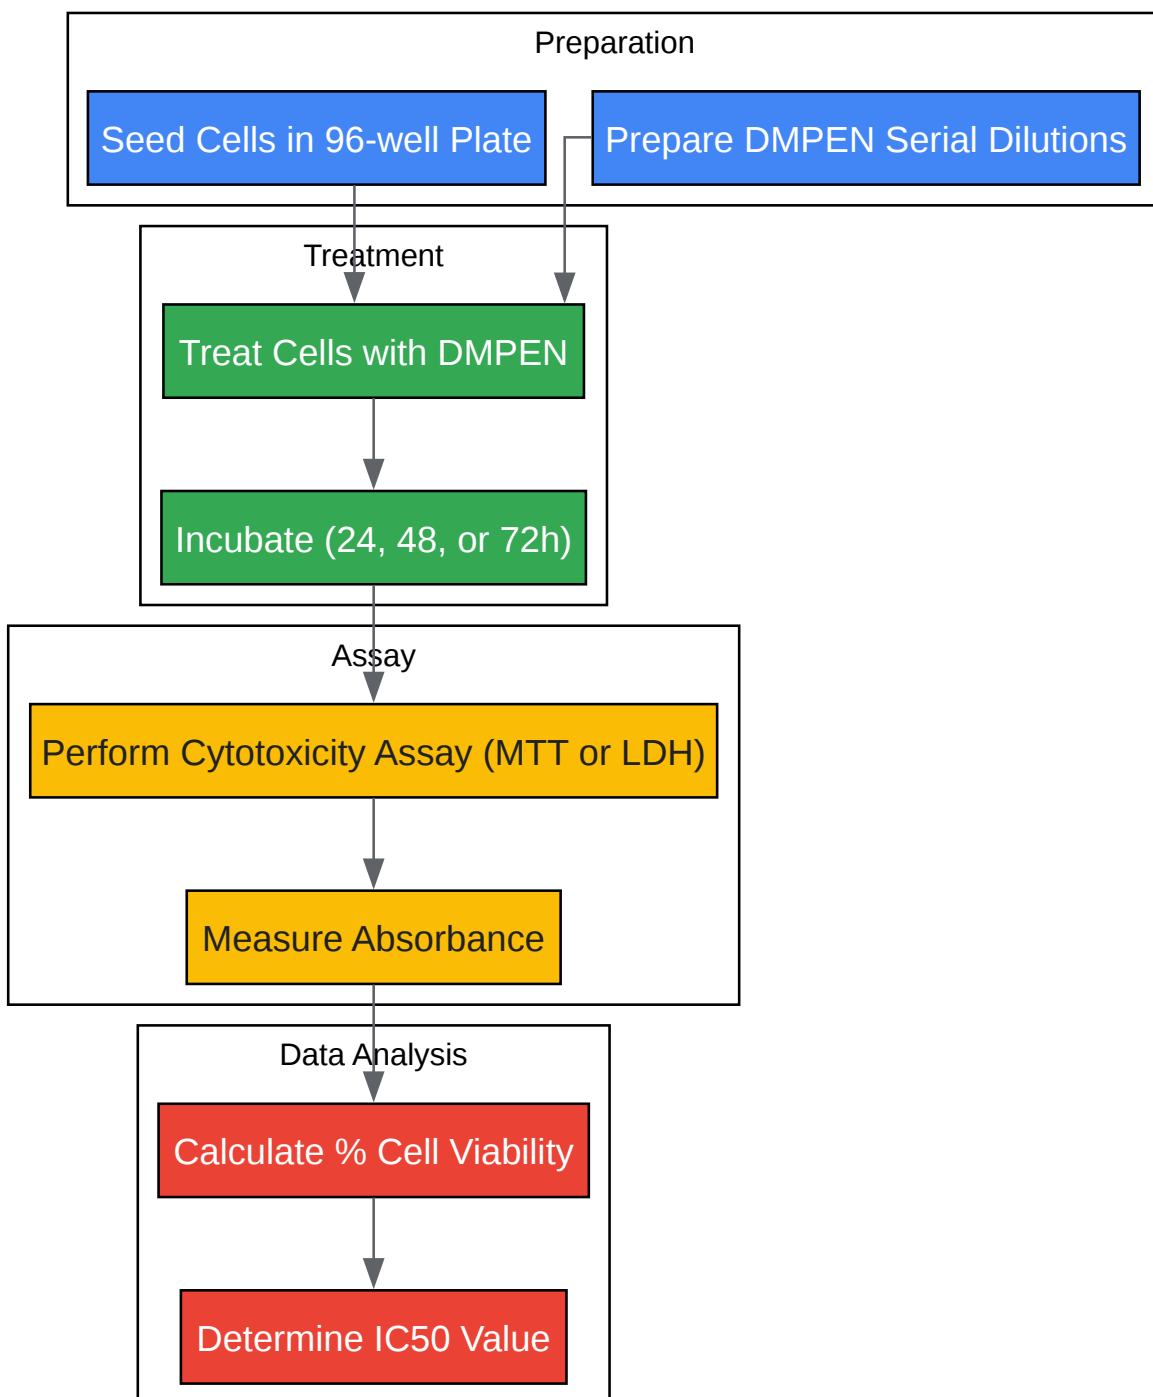 Preparation
Seed Cells in 96-well Plate
Prepare DMPEN Serial Dilutions
Treatment
Treat Cells with DMPEN
Incubate (24, 48, or 72h)
Assay
Perform Cytotoxicity Assay (MTT or LDH)
Measure Absorbance
Data Analysis
Calculate % Cell Viability
Determine IC50 Value